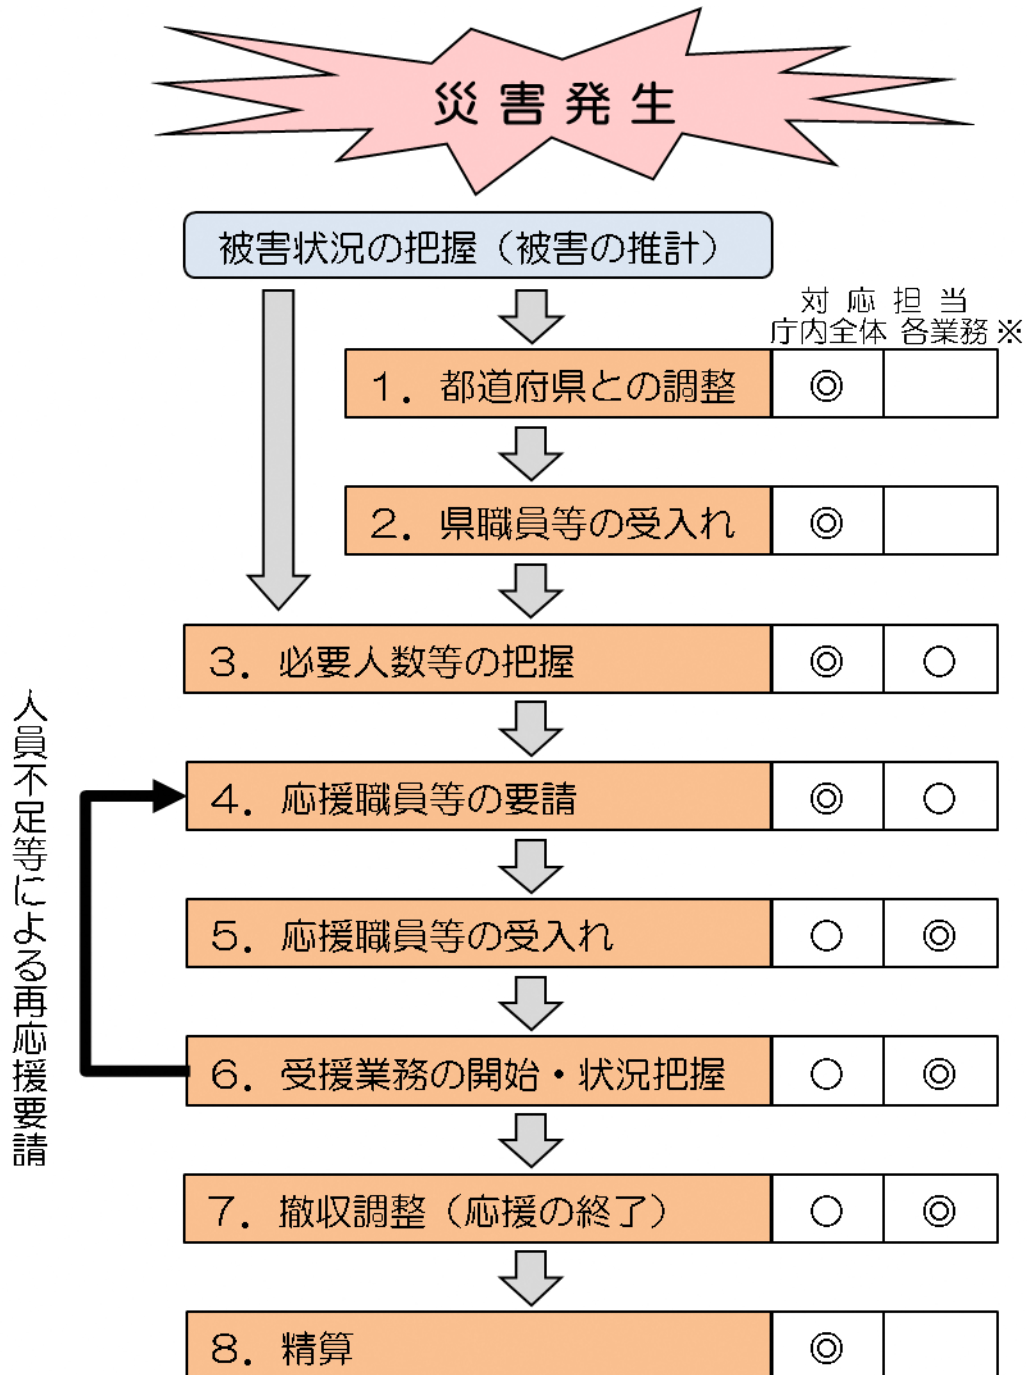 災害発生
被害状況の把握（被害の推計）
対応担当
庁内全体 各業務※
１．都道府県との調整 ◎
２．県職員等の受入れ ◎
３．必要人数等の把握 ◎ ○
４．応援職員等の要請 ◎ ○
５．応援職員等の受入れ ○ ◎
６．受援業務の開始・状況把握 ○ ◎
７．撤収調整（応援の終了） ○ ◎
８．精算 ◎
人員不足等による再応援要請